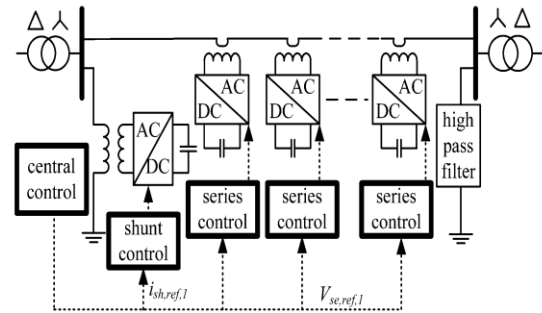 Δ Y
Y Δ
AC
DC
AC
DC
AC
DC
AC
DC
high
pass
filter
central
control
shunt
control
series
control
series
control
series
control
i_sh,ref,1
V_se,ref,1